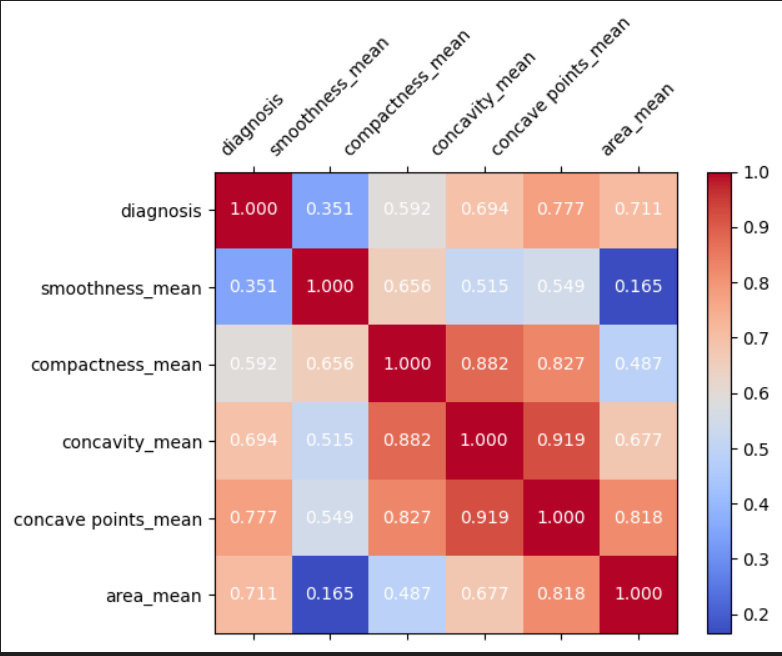 diagnosis smoothness_mean compactness_mean concavity_mean concave points_mean area_mean
diagnosis 1.000 0.351 0.592 0.694 0.777 0.711
smoothness_mean 0.351 1.000 0.656 0.515 0.549 0.165
compactness_mean 0.592 0.656 1.000 0.882 0.827 0.487
concavity_mean 0.694 0.515 0.882 1.000 0.919 0.677
concave points_mean 0.777 0.549 0.827 0.919 1.000 0.818
area_mean 0.711 0.165 0.487 0.677 0.818 1.000
1.0
0.9
0.8
0.7
0.6
0.5
0.4
0.3
0.2